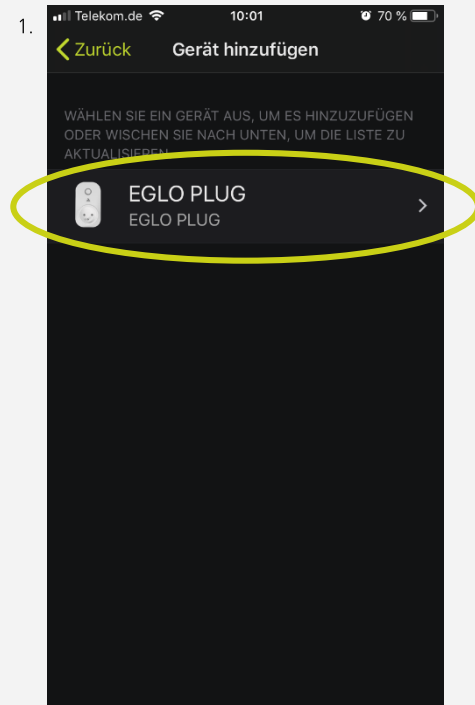 1.
Telekom.de 10:01 70 %
Zurück Gerät hinzufügen
WÄHLEN SIE EIN GERÄT AUS, UM ES HINZUZUFÜGEN
ODER WISCHEN SIE NACH UNTEN, UM DIE LISTE ZU
AKTUALISIEREN
EGLO PLUG
EGLO PLUG